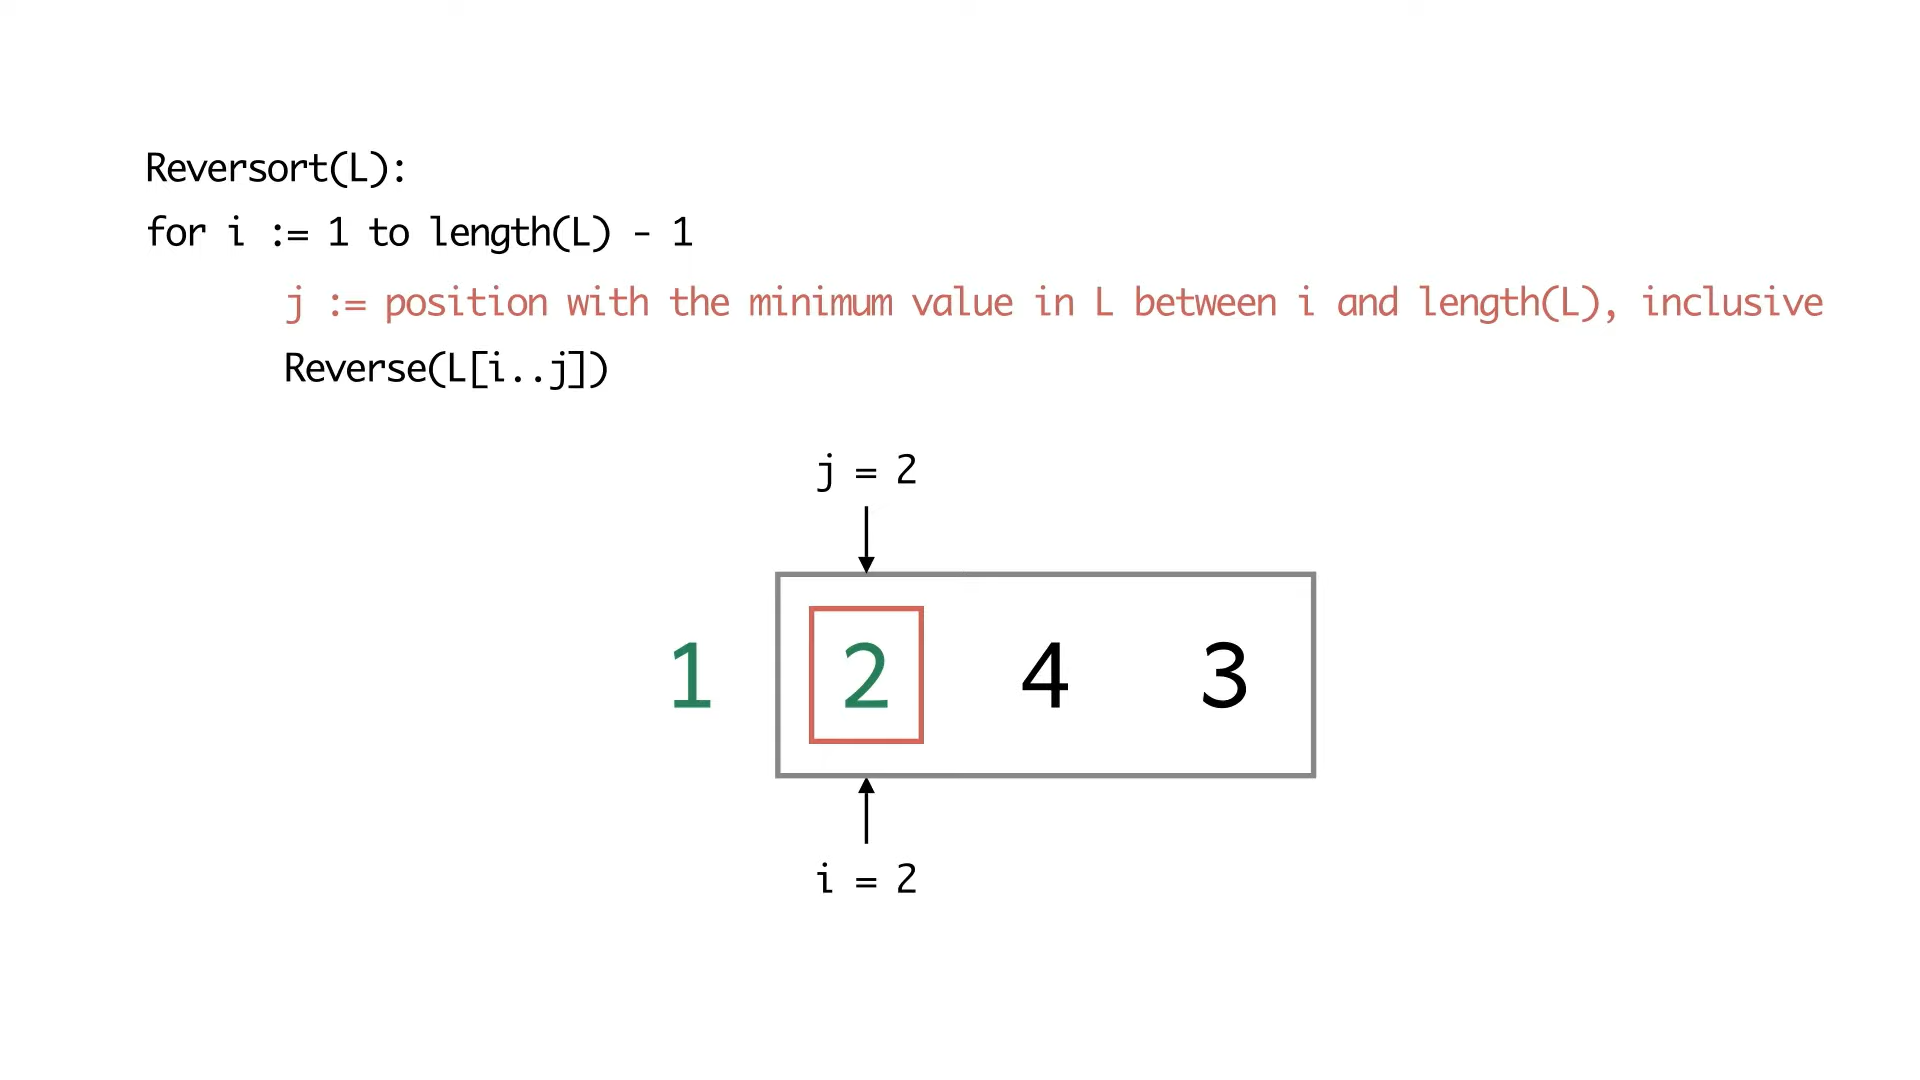 Reversort(L):
for i := 1 to length(L) - 1
j := position with the minimum value in L between i and length(L), inclusive
Reverse(L[i..j])
j = 2
1 2 4 3
i = 2